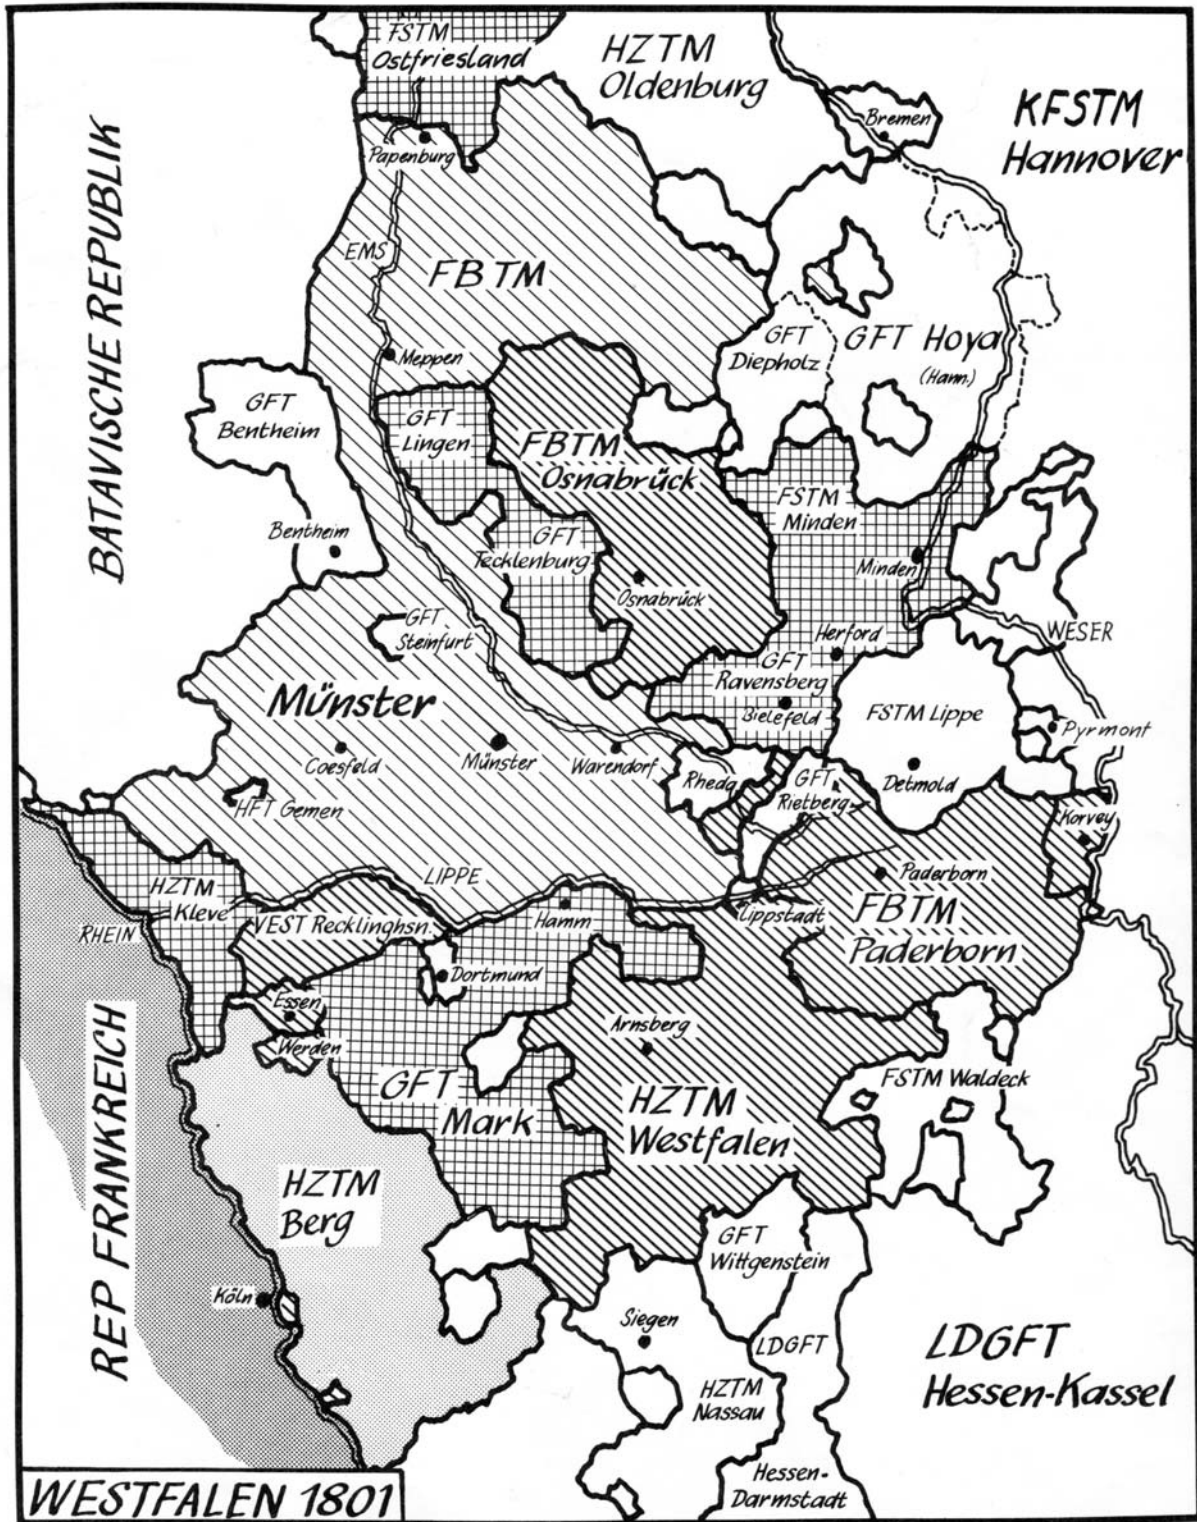 FSTM
Ostfriesland
HZTM
Oldenburg
KFSTM
Hannover
Bremen
Papenburg
BATAVISCHE REPUBLIK
EMS
FBTM
GFT
Diepholz
GFT Hoya
(Hann.)
Meppen
GFT
Bentheim
GFT
Lingen
FBTM
Osnabrück
FSTM
Minden
Bentheim
GFT
Tecklenburg
Minden
Osnabrück
GFT
Steinfurt
Herford
WESER
GFT
Ravensberg
Münster
Bielefeld
FSTM Lippe
Pyrmont
Coesfeld
Münster
Warendorf
Rheda
GFT
Rietberg
Detmold
HFT Gemen
Korvey
LIPPE
HZTM
Kleve
Paderborn
Lippstadt
FBTM
Paderborn
RHEIN
VEST Recklinghsn.
Hamm
Dortmund
Essen
Werden
Arnsberg
REP FRANKREICH
GFT
Mark
HZTM
Westfalen
FSTM Waldeck
HZTM
Berg
GFT
Wittgenstein
Köln
Siegen
LDGFT
LDGFT
Hessen-Kassel
HZTM
Nassau
Hessen-
Darmstadt
WESTFALEN 1801